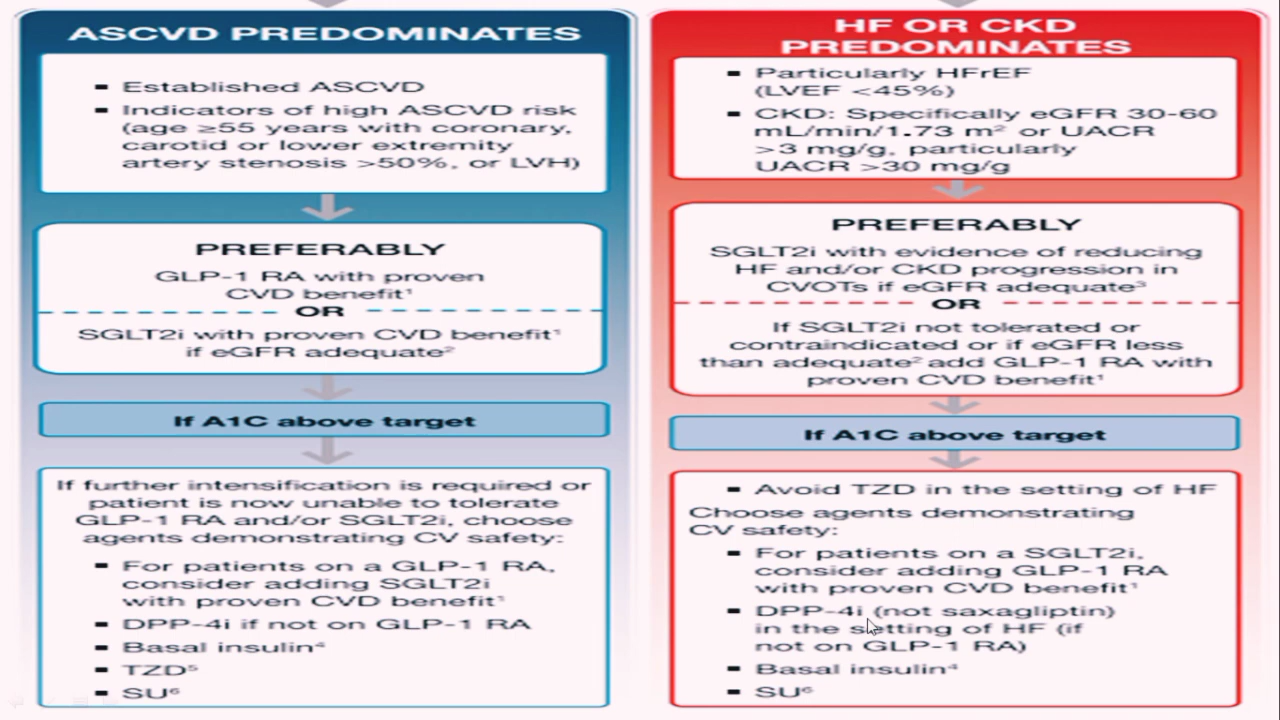 ASCVD PREDOMINATES
▪ Established ASCVD
▪ Indicators of high ASCVD risk
(age ≥55 years with coronary,
carotid or lower extremity
artery stenosis >50%, or LVH)
PREFERABLY
GLP-1 RA with proven
CVD benefit¹
OR
SGLT2i with proven CVD benefit¹
if eGFR adequate²
If A1C above target
If further intensification is required or
patient is now unable to tolerate
GLP-1 RA and/or SGLT2i, choose
agents demonstrating CV safety:
▪ For patients on a GLP-1 RA,
consider adding SGLT2i
with proven CVD benefit¹
▪ DPP-4i if not on GLP-1 RA
▪ Basal insulin⁴
▪ TZD⁵
▪ SU⁶
HF OR CKD
PREDOMINATES
▪ Particularly HFrEF
(LVEF <45%)
▪ CKD: Specifically eGFR 30-60
mL/min/1.73 m² or UACR
>3 mg/g, particularly
UACR >30 mg/g
PREFERABLY
SGLT2i with evidence of reducing
HF and/or CKD progression in
CVOTs if eGFR adequate³
OR
If SGLT2i not tolerated or
contraindicated or if eGFR less
than adequate² add GLP-1 RA with
proven CVD benefit¹
If A1C above target
▪ Avoid TZD in the setting of HF
Choose agents demonstrating
CV safety:
▪ For patients on a SGLT2i,
consider adding GLP-1 RA
with proven CVD benefit¹
▪ DPP-4i (not saxagliptin)
in the setting of HF (if
not on GLP-1 RA)
▪ Basal insulin⁴
▪ SU⁶